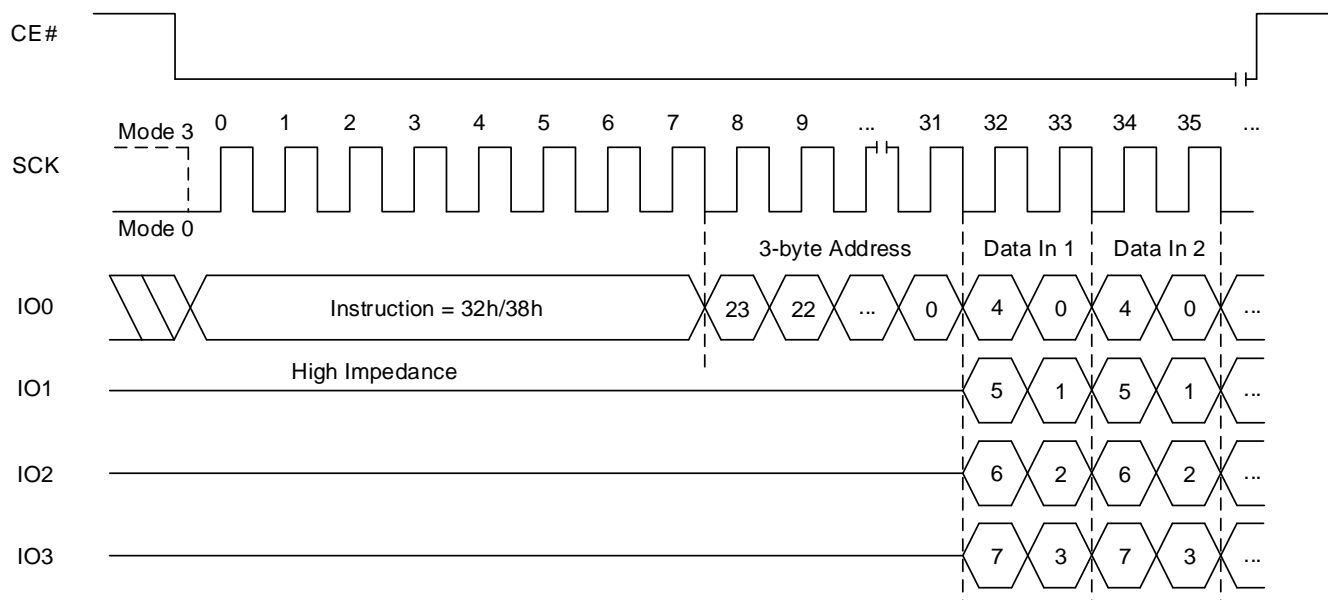 CE#
Mode 3 0 1 2 3 4 5 6 7 8 9 ... 31 32 33 34 35 ...
SCK
Mode 0
3-byte Address Data In 1 Data In 2
IO0 Instruction = 32h/38h 23 22 ... 0 4 0 4 0 ...
High Impedance
IO1 5 1 5 1 ...
IO2 6 2 6 2 ...
IO3 7 3 7 3 ...